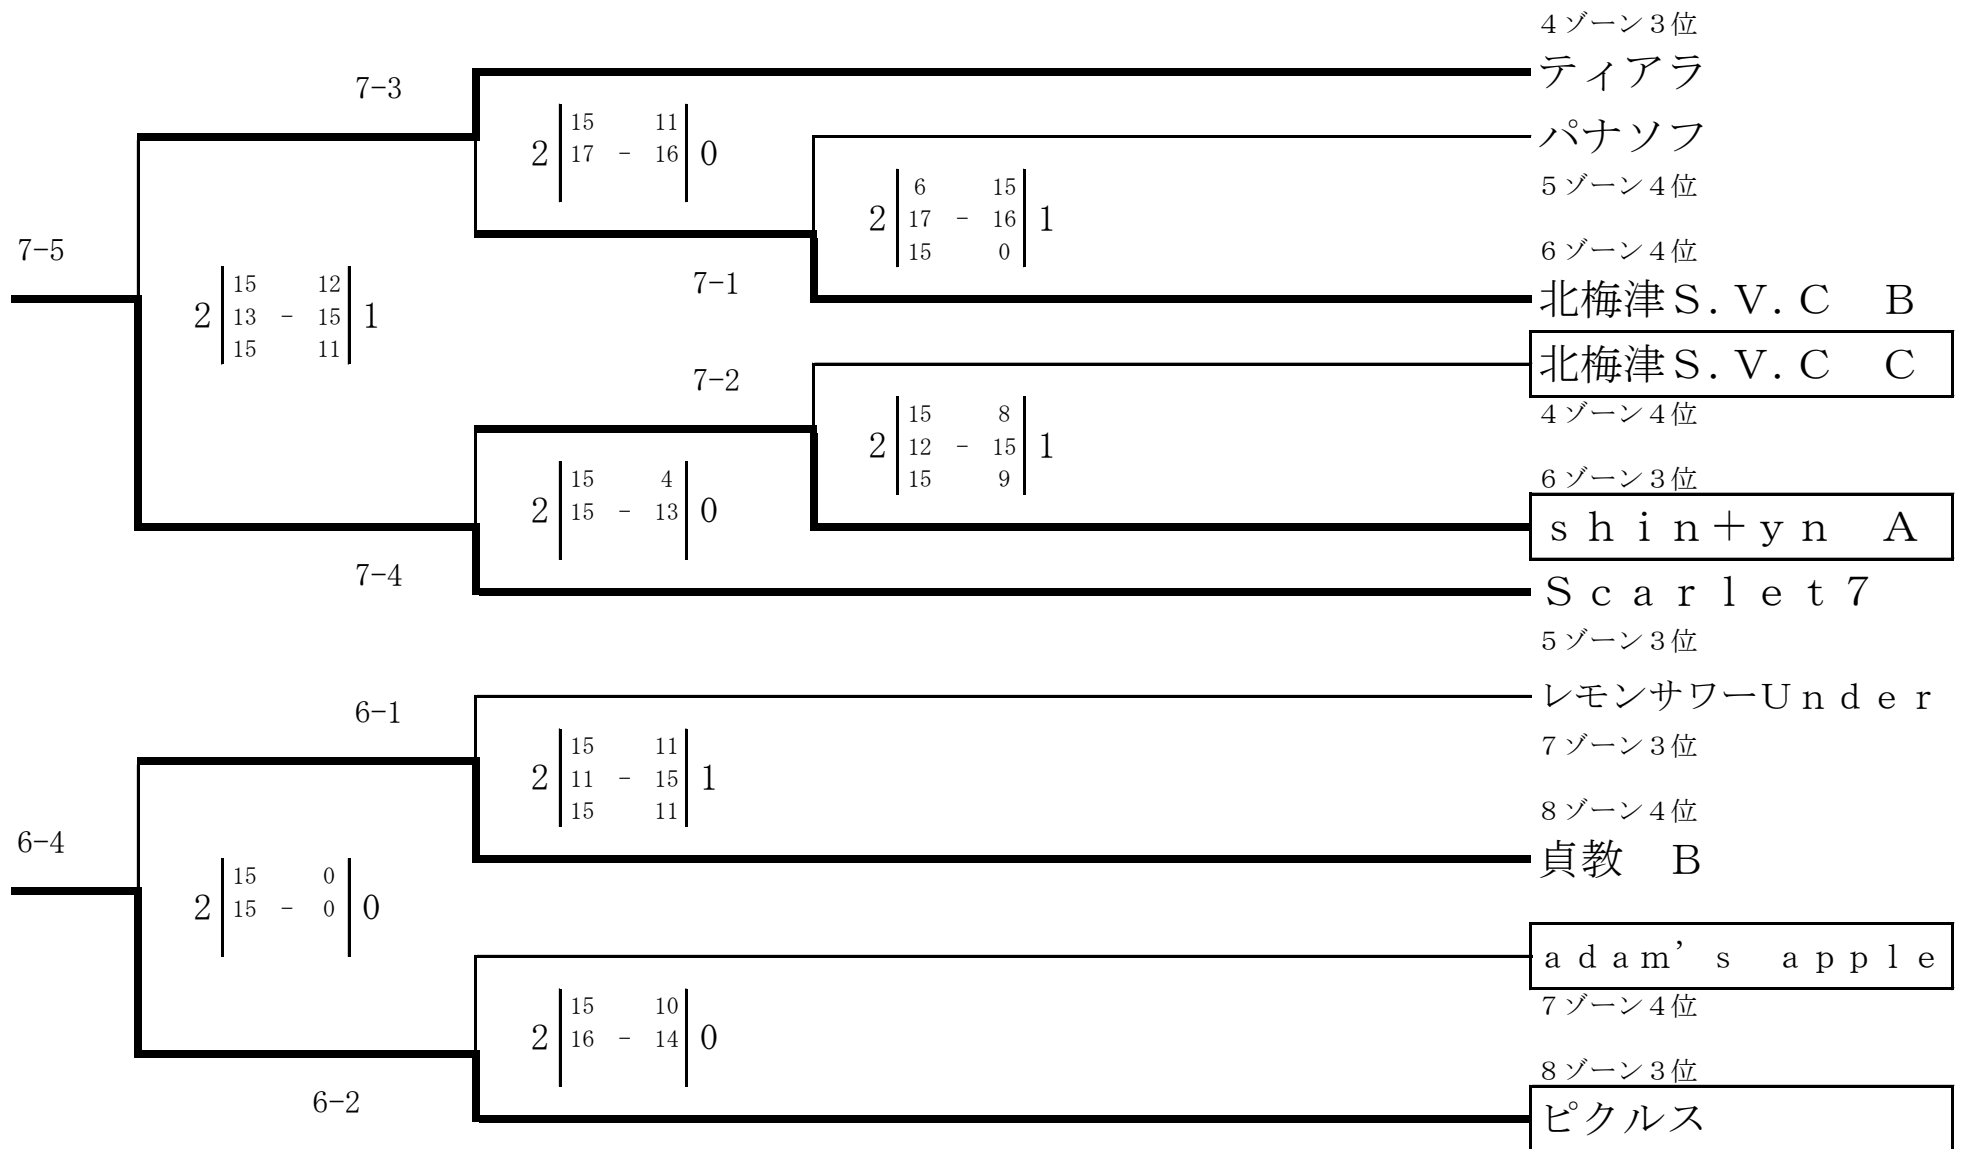 4ゾーン3位
ティアラ
7-3
15 11
2 17 - 16 0
パナソフ
5ゾーン4位
6 15
2 17 - 16 1
15 0
7-5
6ゾーン4位
7-1
北梅津S.V.C B
15 12
2 13 - 15 1
15 11
北梅津S.V.C C
7-2
4ゾーン4位
15 8
2 12 - 15 1
15 9
6ゾーン3位
15 4
2 15 - 13 0
shin+yn A
7-4
Scarlet7
5ゾーン3位
レモンサワーUnder
6-1
7ゾーン3位
15 11
2 11 - 15 1
15 11
8ゾーン4位
貞教 B
6-4
15 0
2 15 - 0 0
adam's apple
7ゾーン4位
15 10
2 16 - 14 0
8ゾーン3位
6-2
ピクルス